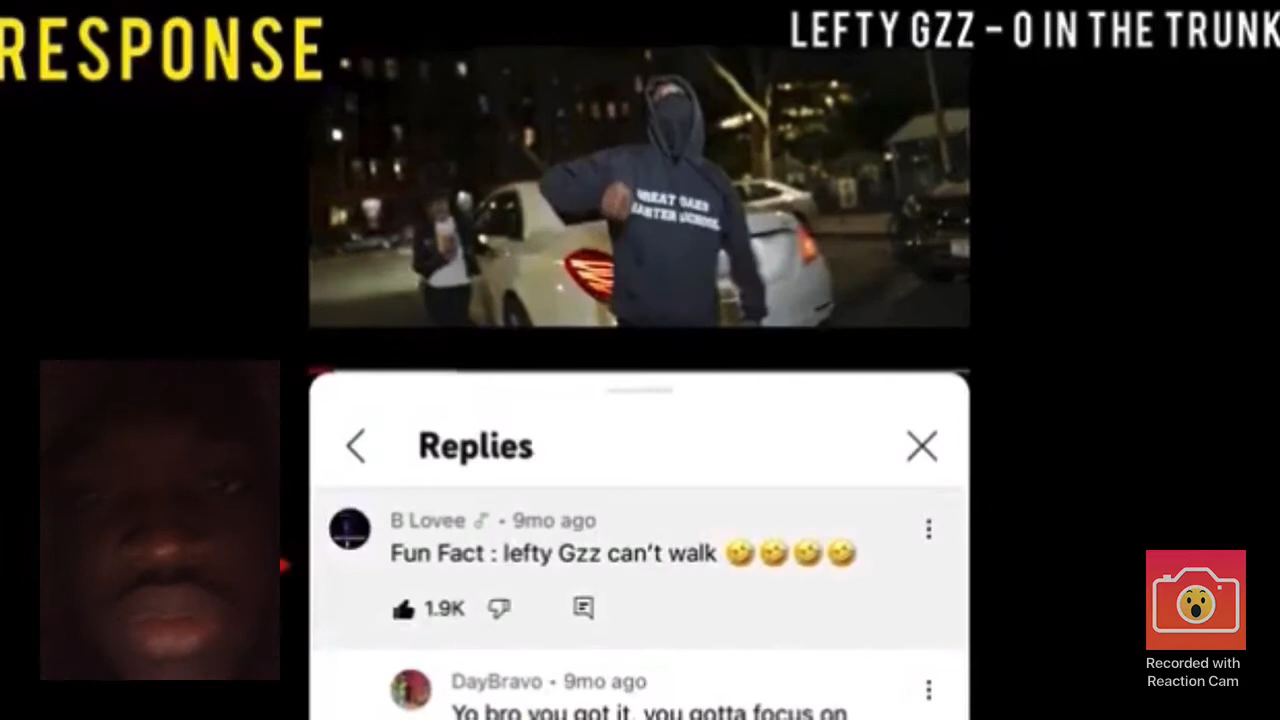 RESPONSE
LEFTY GZZ - O IN THE TRUNK
GREAT OAKS
CHARTER SCHOOL
Replies
B Lovee • 9mo ago
Fun Fact : lefty Gzz can't walk 🤣🤣🤣🤣
1.9K
DayBravo • 9mo ago
Yo bro you got it, you gotta focus on
Recorded with
Reaction Cam